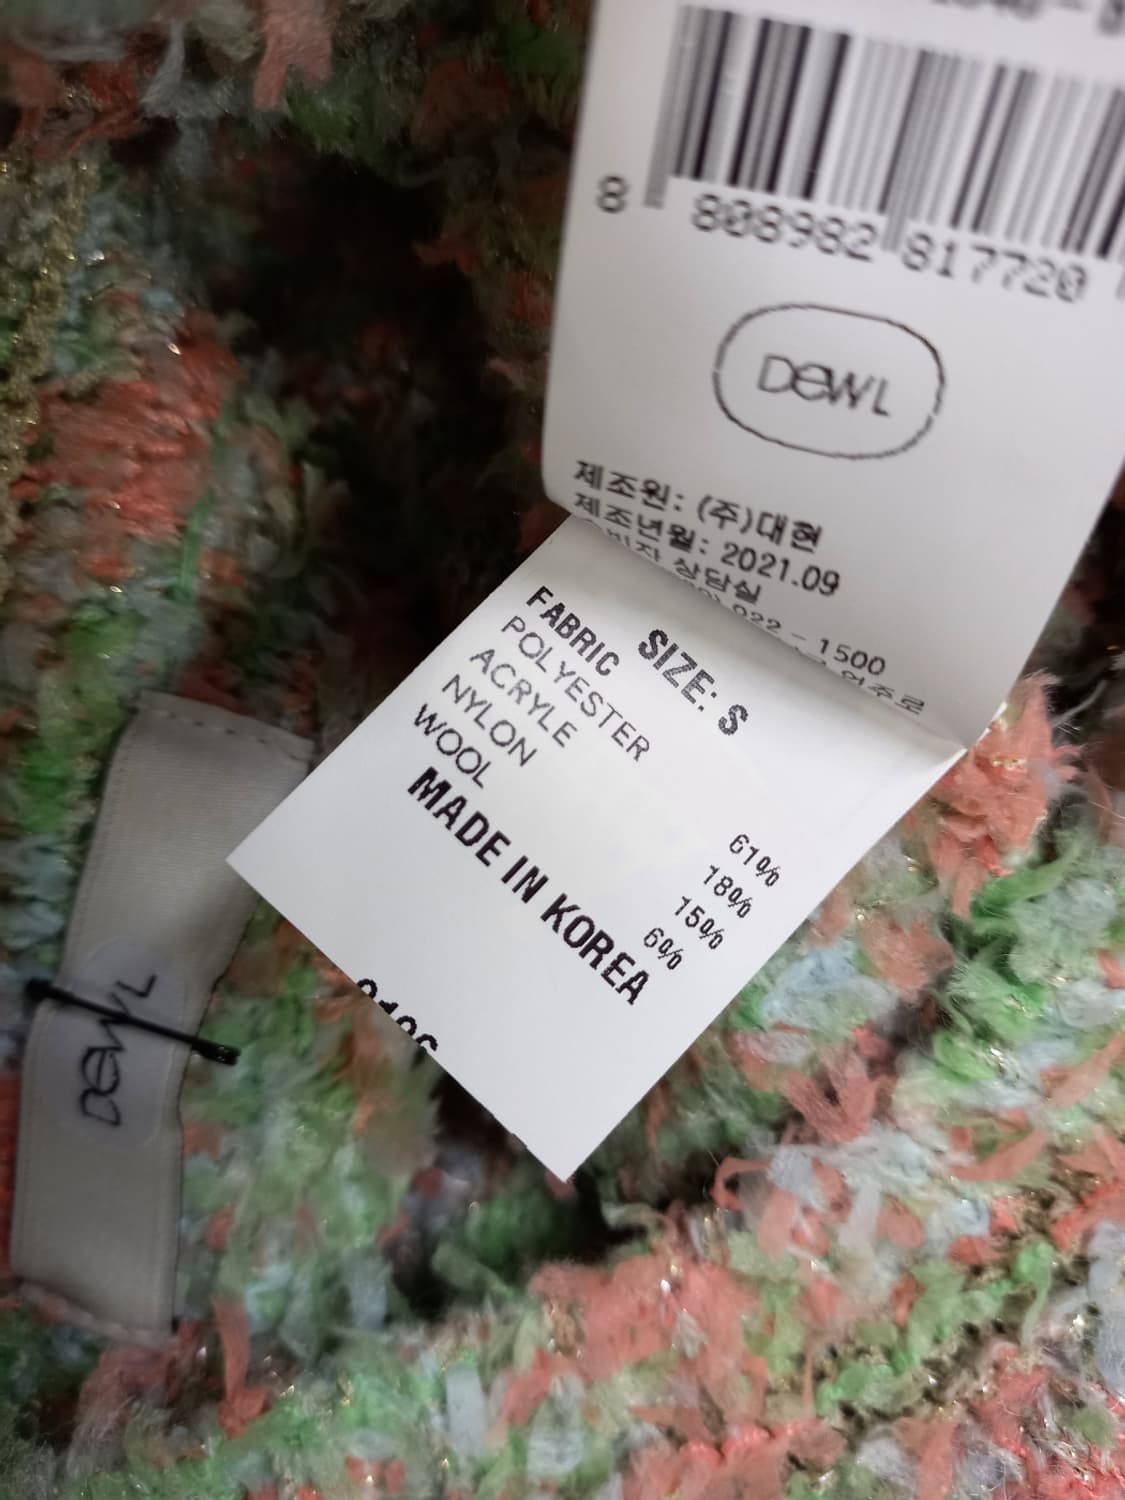 8 808982 817720
DEWL
제조원: (주)대현
제조년월: 2021.09
상담실
922 - 1500
SIZE: S
FABRIC
POLYESTER 61%
ACRYLE 18%
NYLON 15%
WOOL 6%
MADE IN KOREA
DEWL